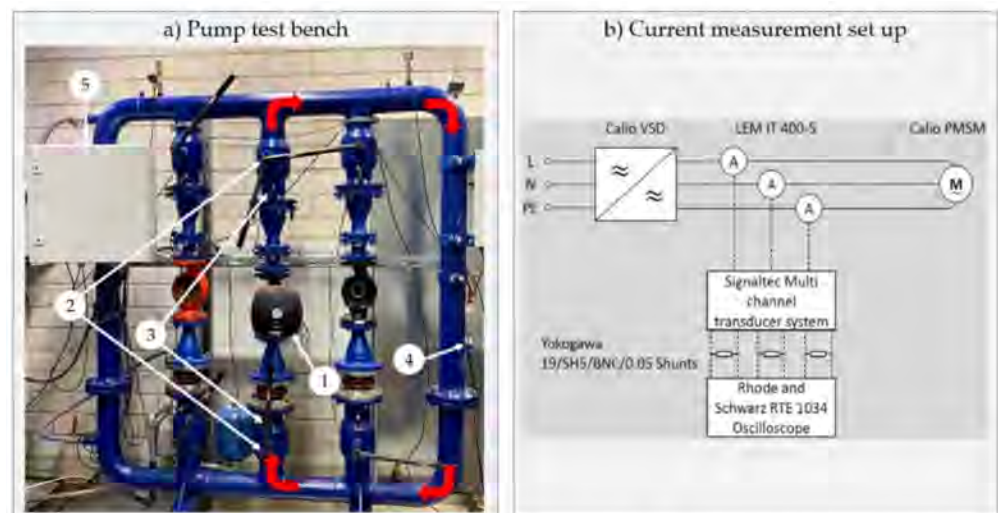 a) Pump test bench
5
2
3
1
4
b) Current measurement set up
Calio VSD
LEM IT 400-S
Calio PMSM
L
N
PE
A
A
A
M
Signaltec Multi
channel
transducer system
Yokogawa
19/SH5/BNC/0.05 Shunts
Rhode and
Schwarz RTE 1034
Oscilloscope